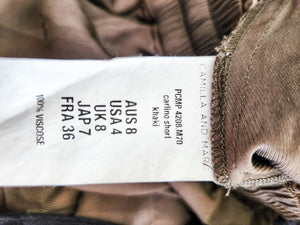 CAMILLA AND MARC
PCMP 4208.M70
carlino short
khaki
AUS 8
USA 4
UK 8
JAP 7
FRA 36
100% VISCOSE